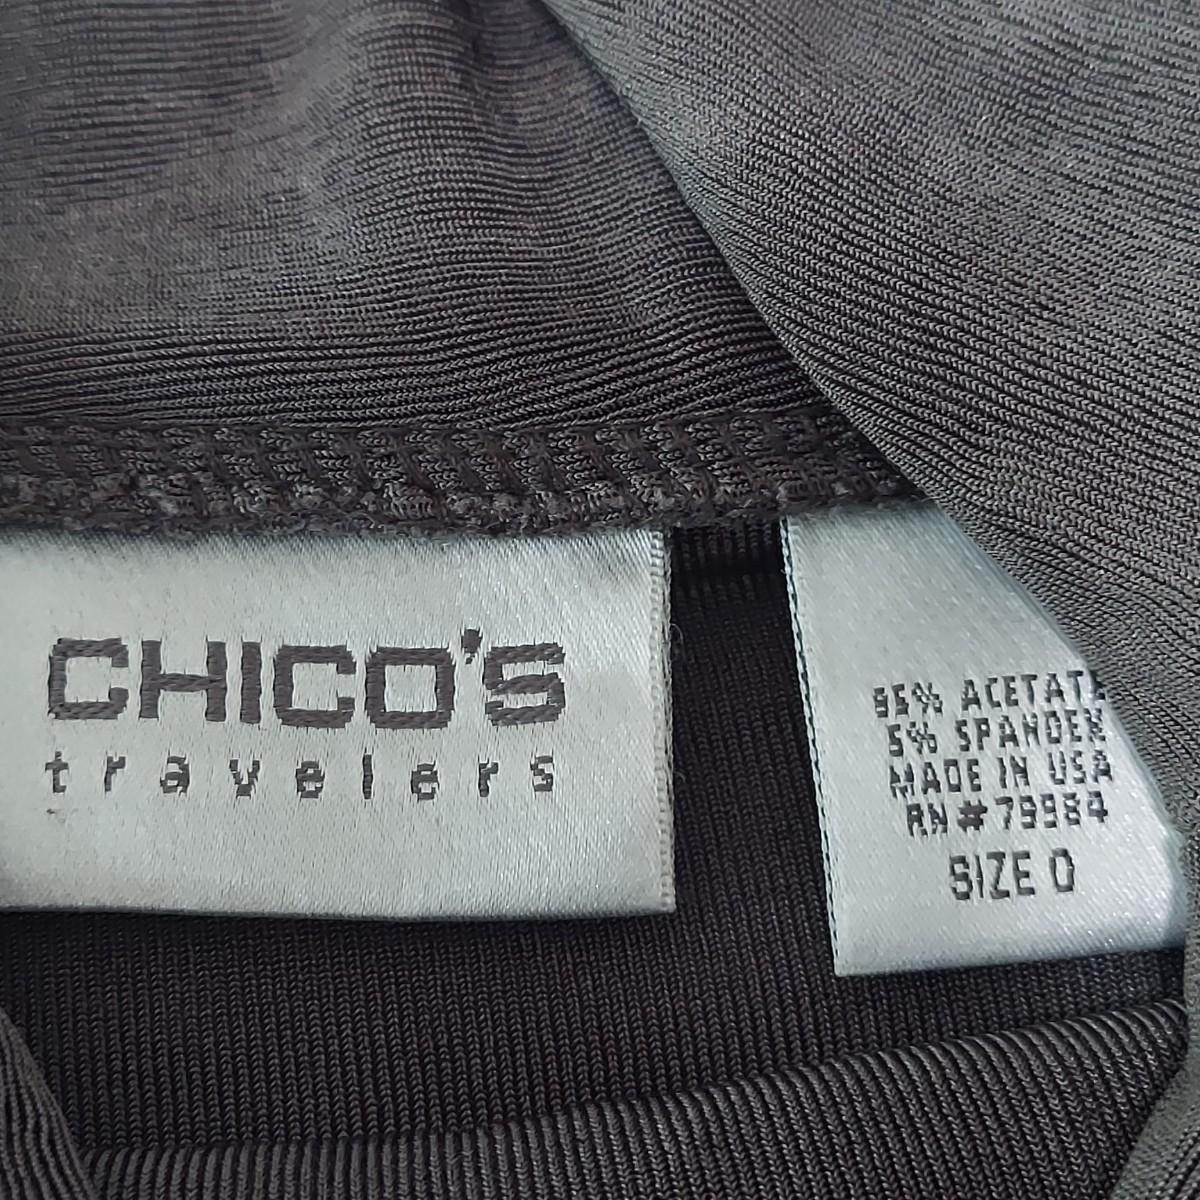 CHICO'S
travelers
95% ACETATE
5% SPANDEX
MADE IN USA
RN #79984
SIZE 0